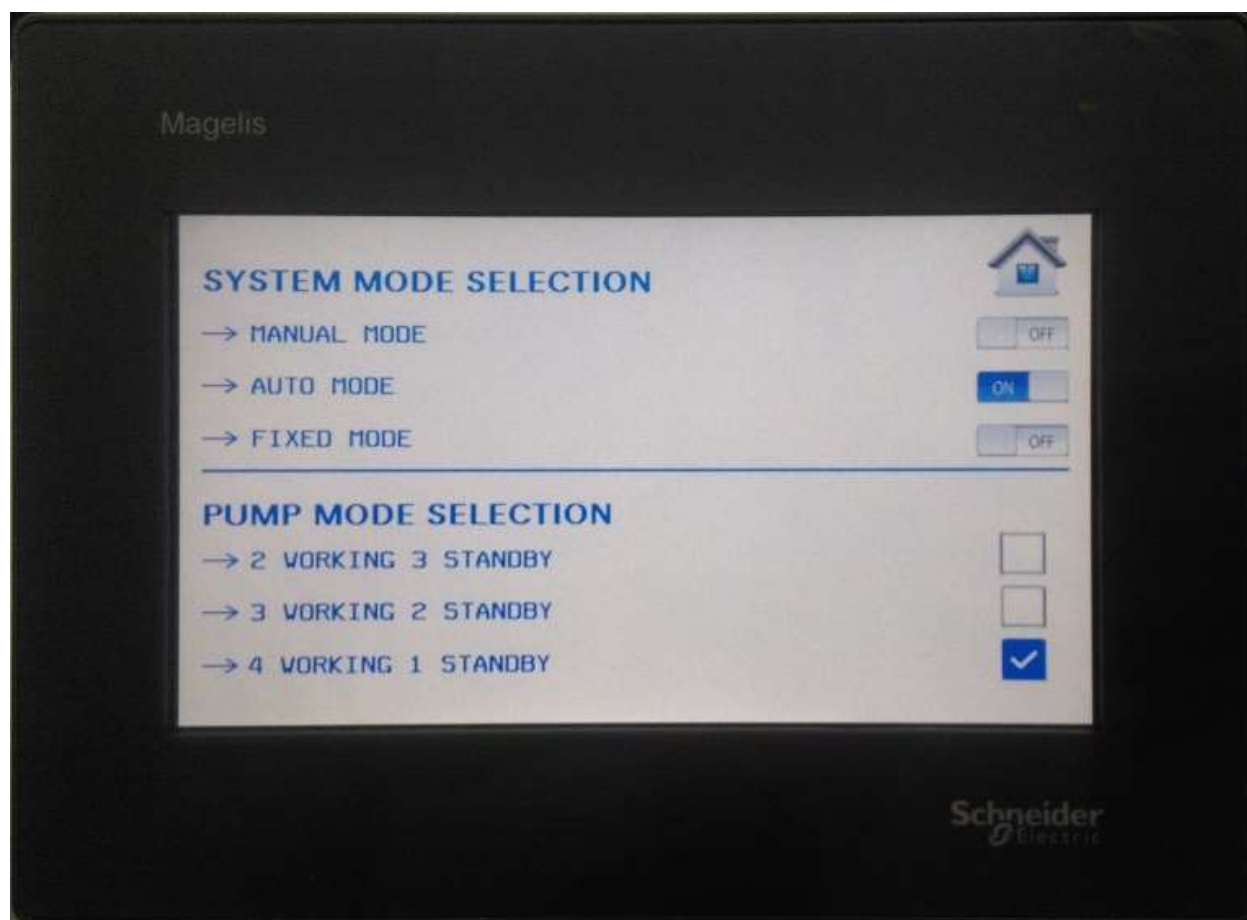 Magelis
SYSTEM MODE SELECTION
→ MANUAL MODE OFF
→ AUTO MODE ON
→ FIXED MODE OFF
PUMP MODE SELECTION
→ 2 WORKING 3 STANDBY
→ 3 WORKING 2 STANDBY
→ 4 WORKING 1 STANDBY
Schneider
Electric